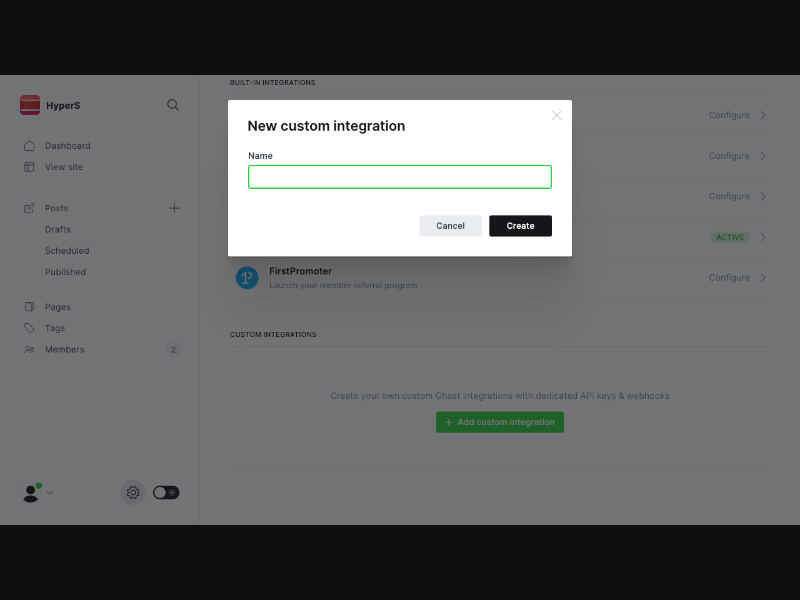 HyperS
Dashboard
View site
Posts
Drafts
Scheduled
Published
Pages
Tags
Members 2
BUILT-IN INTEGRATIONS
Configure
Configure
Configure
ACTIVE
FirstPromoter
Launch your member referral program
Configure
New custom integration
Name
Cancel
Create
CUSTOM INTEGRATIONS
Create your own custom Ghost integrations with dedicated API keys & webhooks
+ Add custom integration